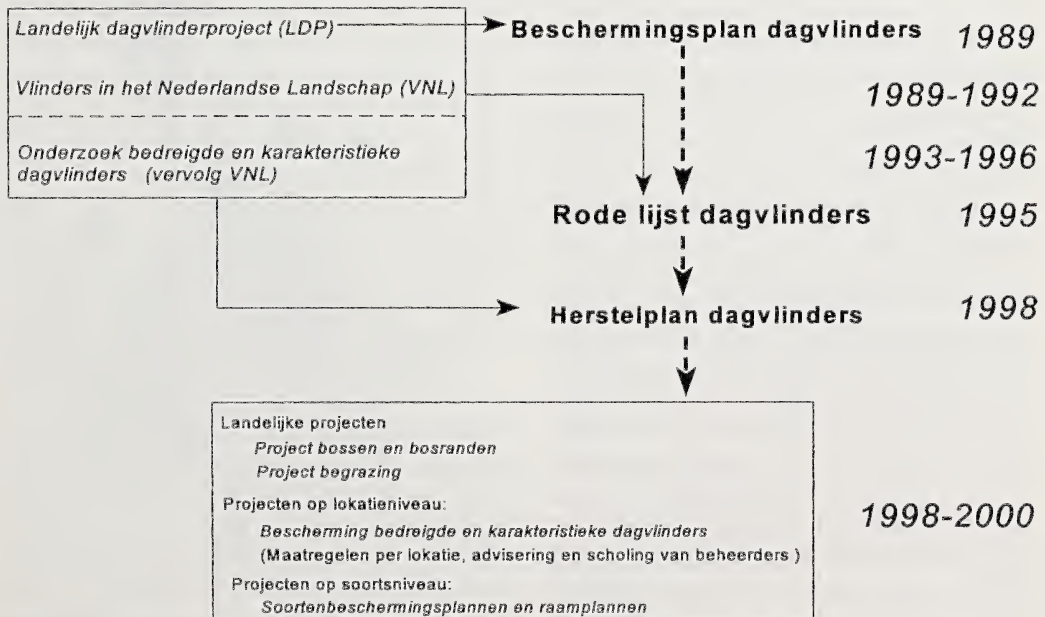 Landelijk dagvlinderproject (LDP)
Beschermingsplan dagvlinders
1989
Vlinders in het Nederlandse Landschap (VNL)
1989-1992
Onderzoek bedreigde en karakteristieke
dagvlinders (vervolg VNL)
1993-1996
Rode lijst dagvlinders
1995
Herstelplan dagvlinders
1998
Landelijke projecten
Project bossen en bosranden
Project begrazing
Projecten op lokatieniveau:
Bescherming bedreigde en karakteristieke dagvlinders
(Maatregelen per lokatie, advisering en scholing van beheerders )
1998-2000
Projecten op soortsniveau:
Soortenbeschermingsplannen en raamplannen